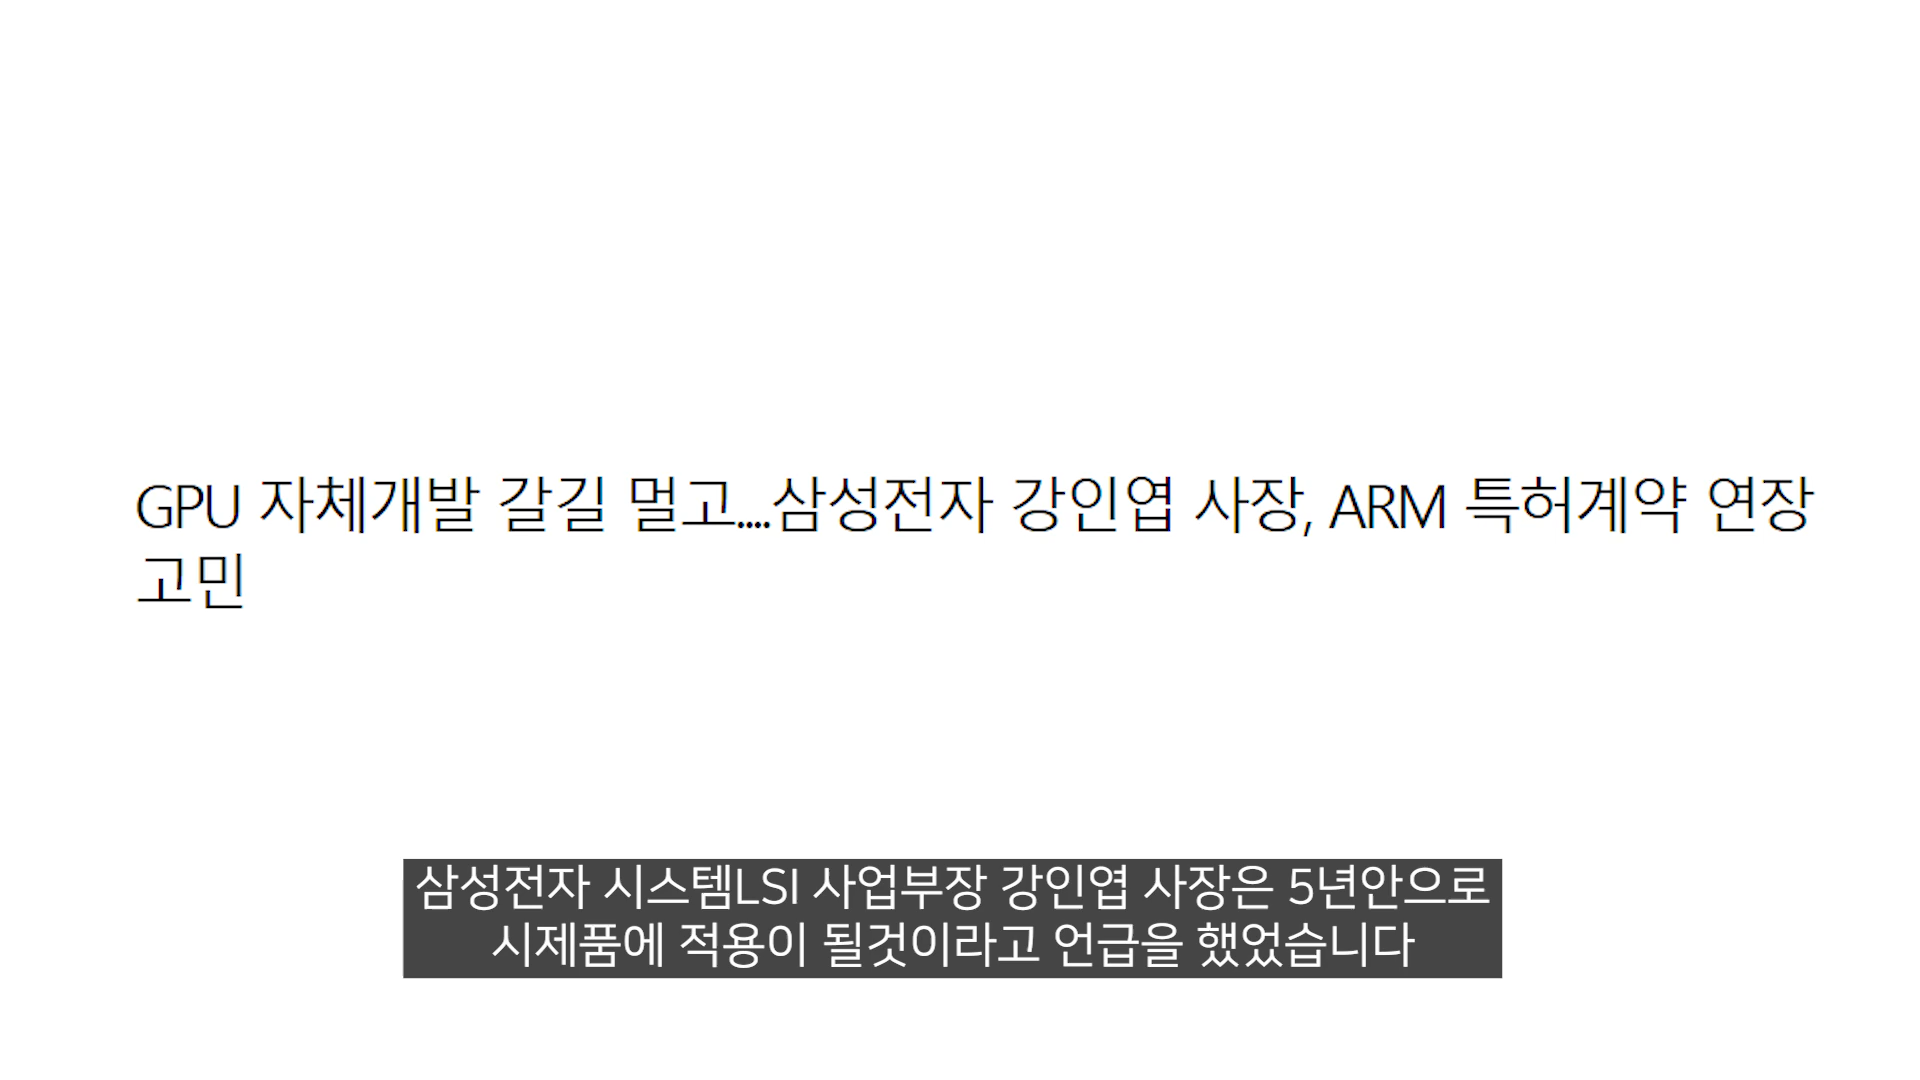 GPU 자체개발 갈길 멀고....삼성전자 강인엽 사장, ARM 특허계약 연장
고민
삼성전자 시스템LSI 사업부장 강인엽 사장은 5년안으로
시제품에 적용이 될것이라고 언급을 했었습니다